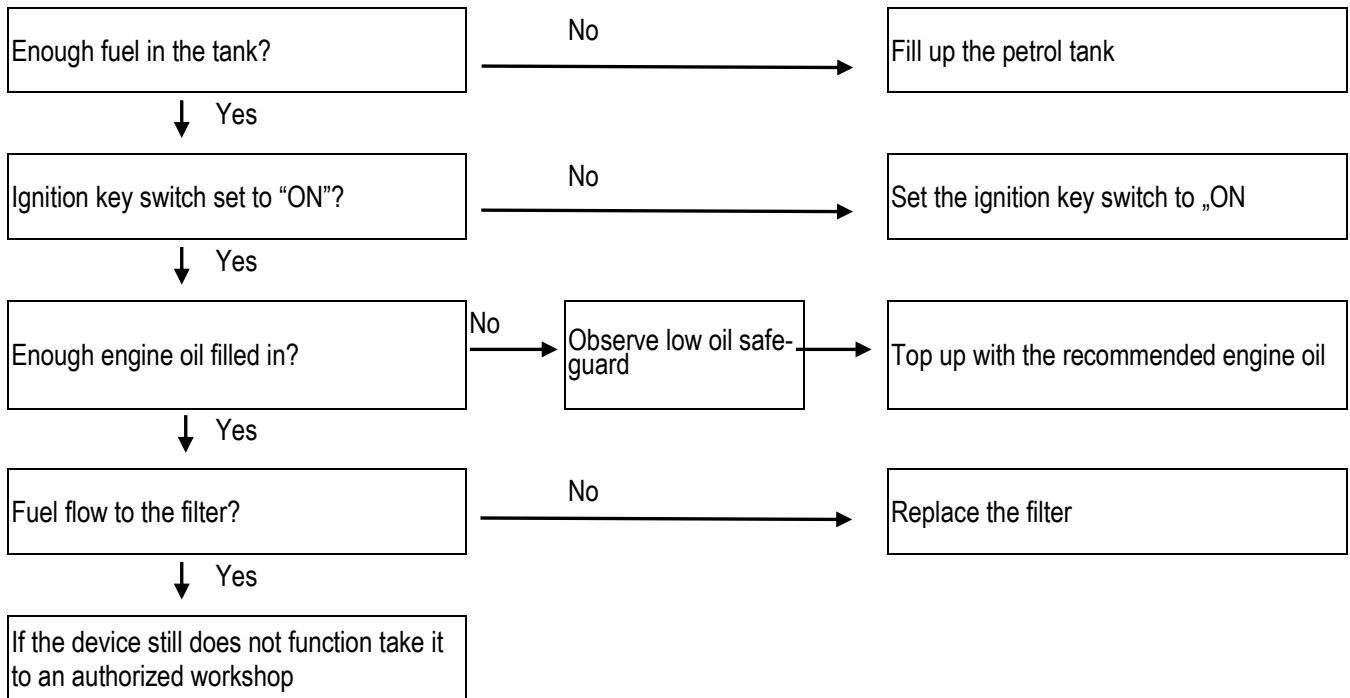 Enough fuel in the tank?
No
Fill up the petrol tank
Yes
Ignition key switch set to “ON”?
No
Set the ignition key switch to „ON
Yes
Enough engine oil filled in?
No
Observe low oil safe-
guard
Top up with the recommended engine oil
Yes
Fuel flow to the filter?
No
Replace the filter
Yes
If the device still does not function take it
to an authorized workshop